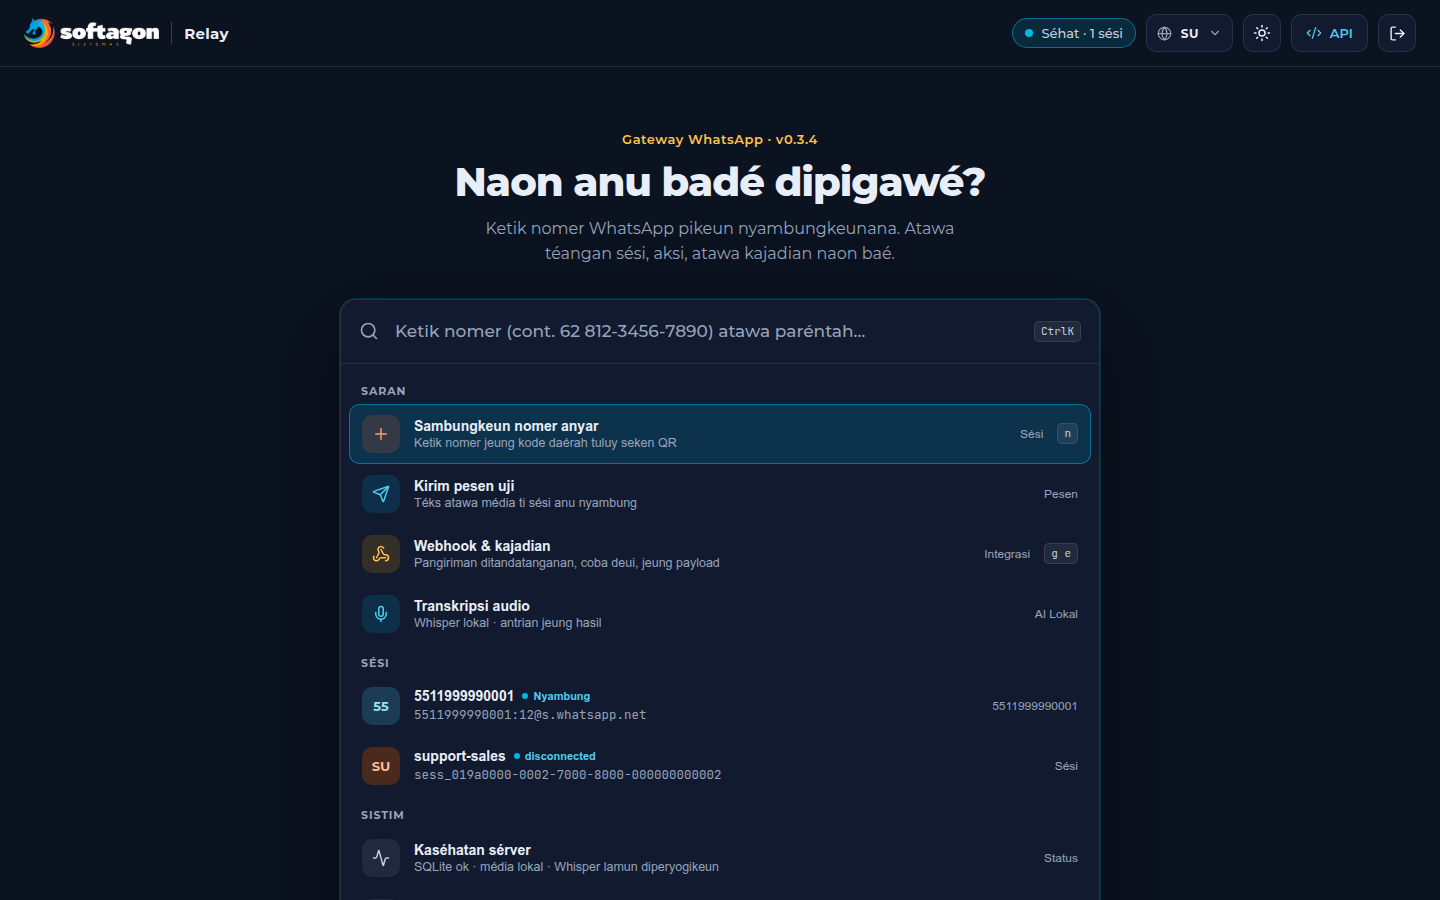 softagon
SISTEMAS
Relay
Séhat · 1 sési
SU
API
Gateway WhatsApp · v0.3.4
Naon anu badé dipigawé?
Ketik nomer WhatsApp pikeun nyambungkeunana. Atawa
téangan sési, aksi, atawa kajadian naon baé.
Ketik nomer (cont. 62 812-3456-7890) atawa paréntah...
CtrlK
SARAN
Sambungkeun nomer anyar
Ketik nomer jeung kode daérah tuluy seken QR
Sési
n
Kirim pesen uji
Téks atawa média ti sési anu nyambung
Pesen
Webhook & kajadian
Pangiriman ditandatanganan, coba deui, jeung payload
Integrasi
g e
Transkripsi audio
Whisper lokal · antrian jeung hasil
AI Lokal
SÉSI
55
5511999990001
Nyambung
5511999990001:12@s.whatsapp.net
5511999990001
SU
support-sales
disconnected
sess_019a0000-0002-7000-8000-000000000002
Sési
SISTIM
Kaséhatan sérver
SQLite ok · média lokal · Whisper lamun diperyogikeun
Status